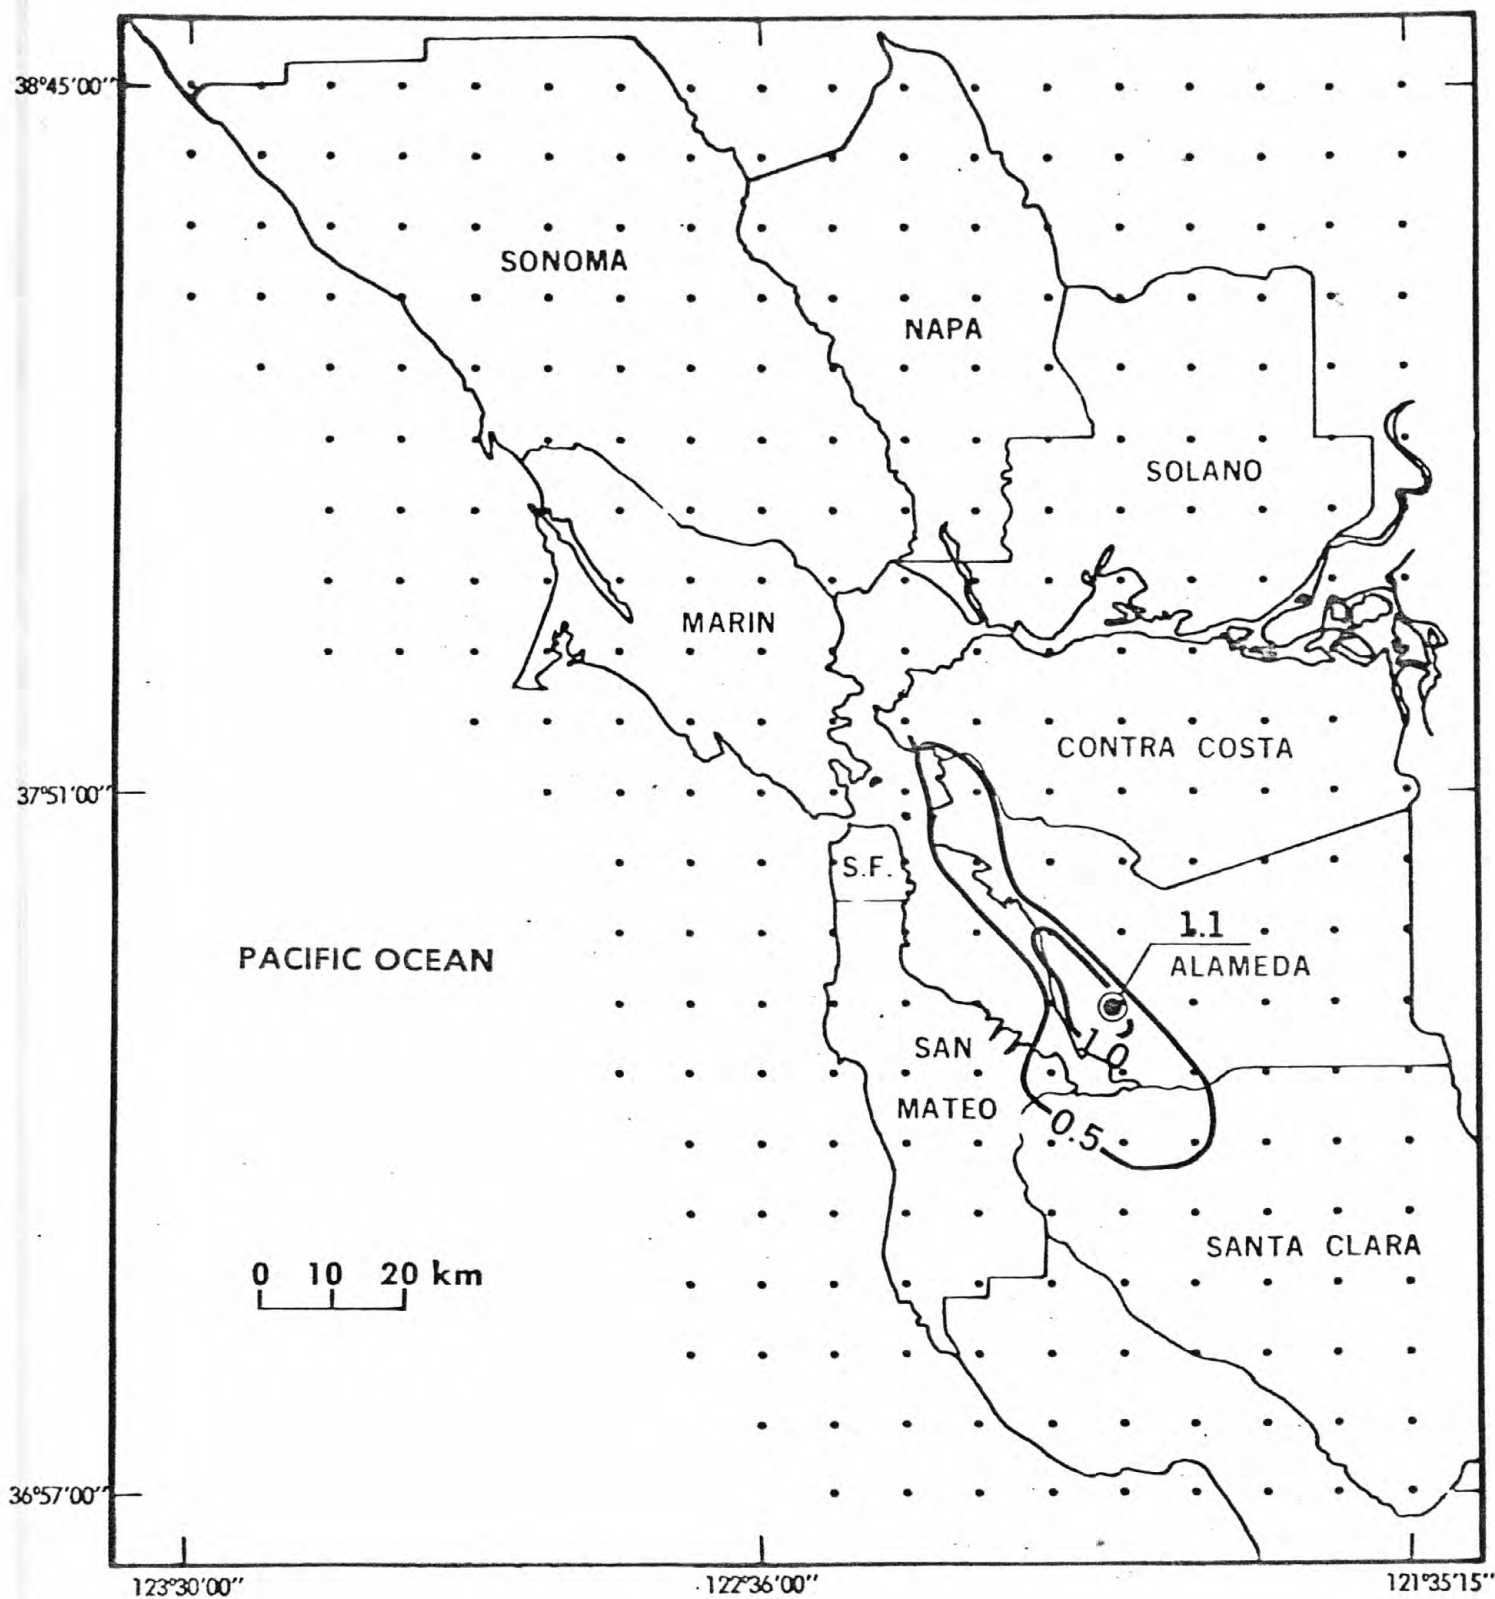 38°45'00"
SONOMA
NAPA
SOLANO
MARIN
CONTRA COSTA
37°51'00"
S.F.
1.1
PACIFIC OCEAN
ALAMEDA
SAN
1.0
MATEO
0.5
SANTA CLARA
0 10 20 km
36°57'00"
123°30'00" 122°36'00" 121°35'15"